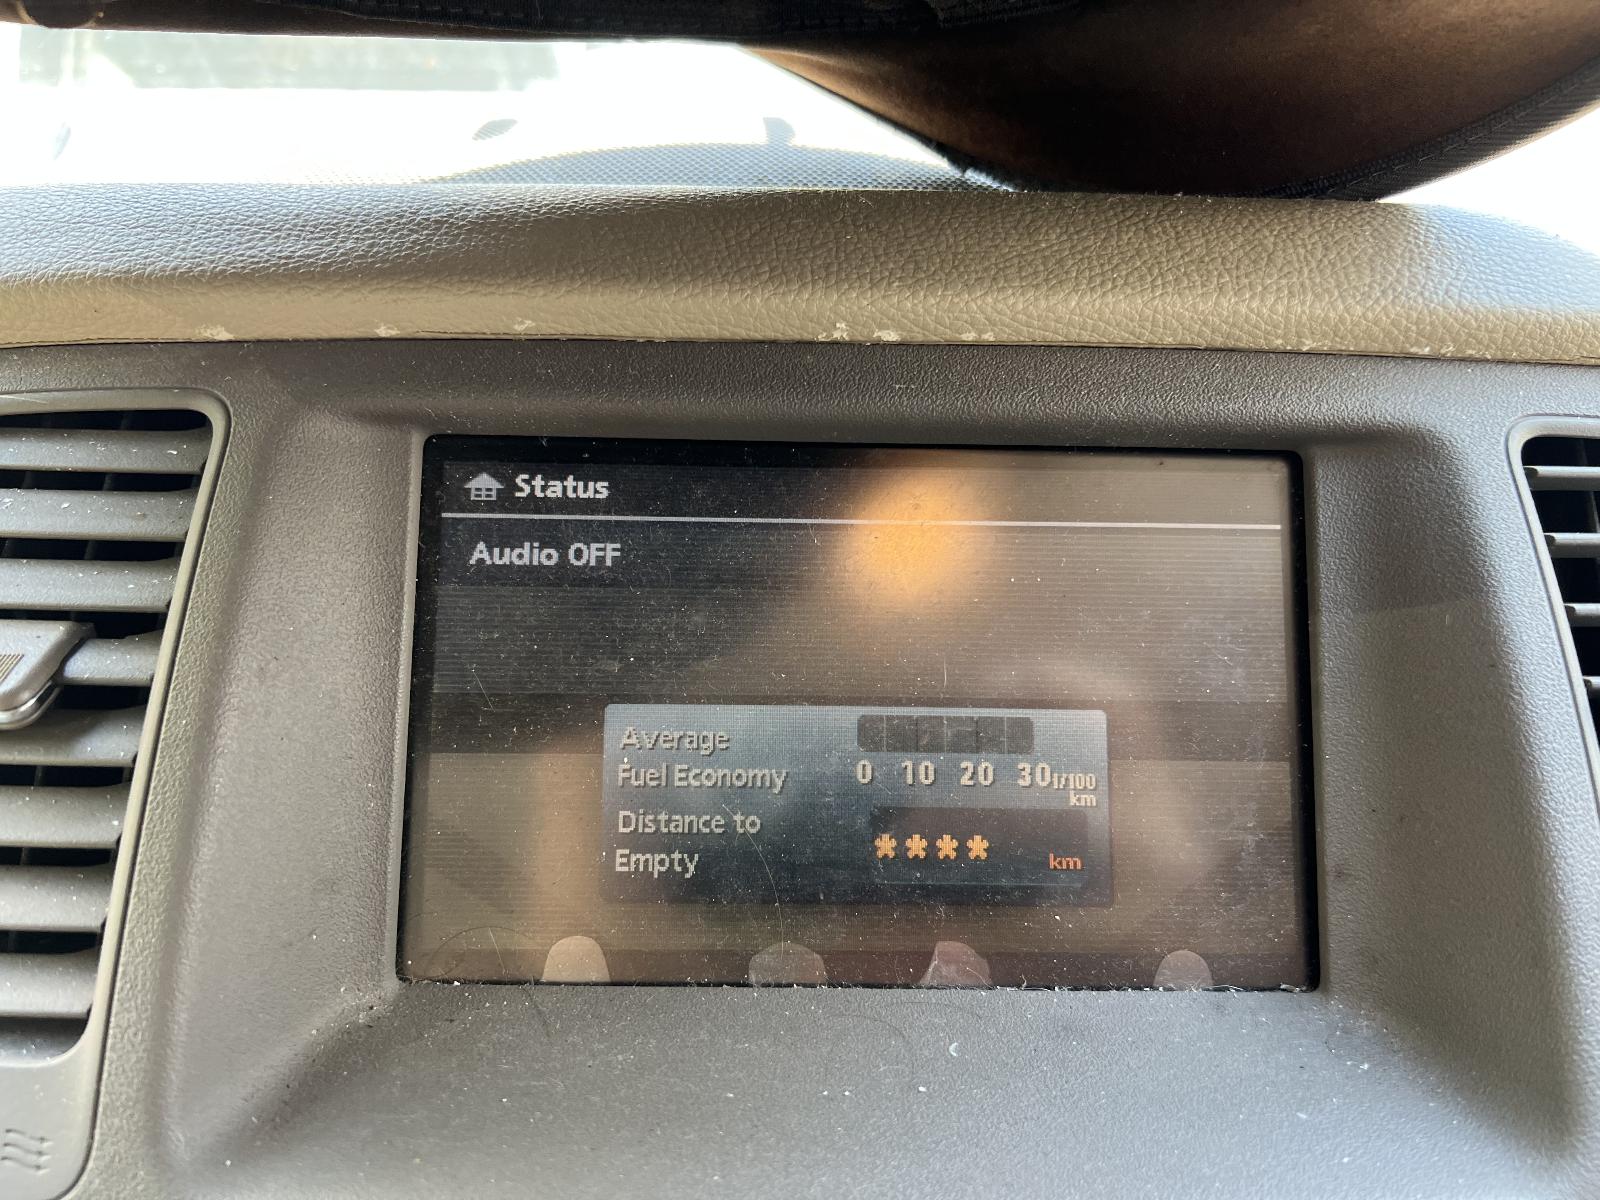 Status
Audio OFF
Average
Fuel Economy
0 10 20 30 l/100
km
Distance to
Empty
**** km